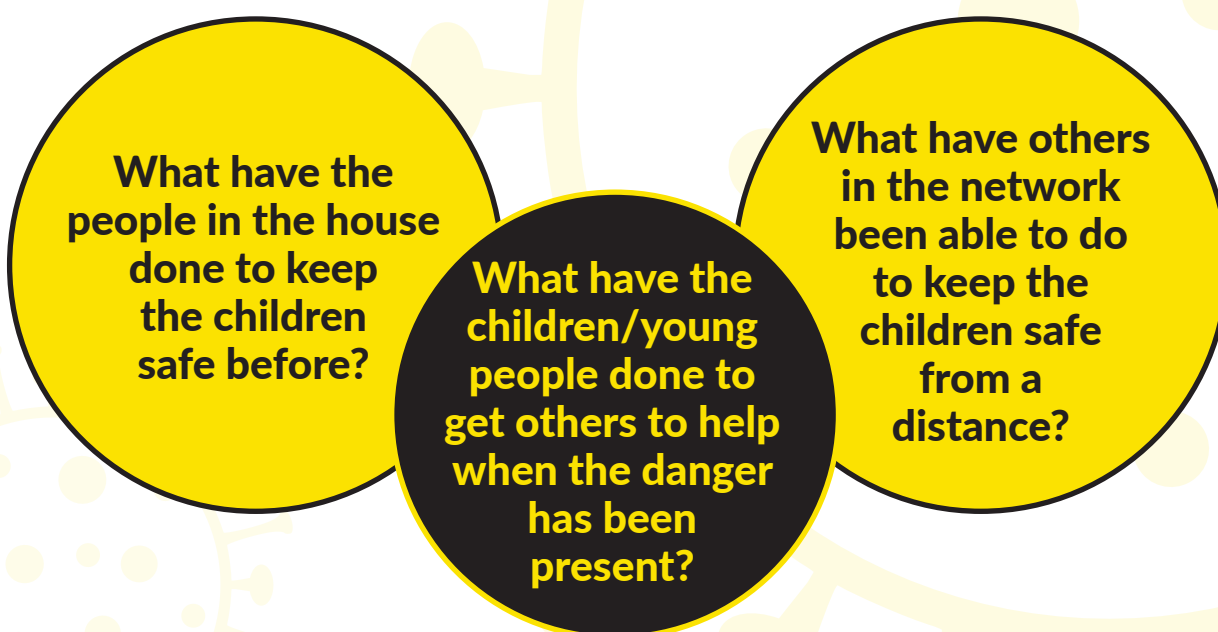 What have the
people in the house
done to keep
the children
safe before?
What have the
children/young
people done to
get others to help
when the danger
has been
present?
What have others
in the network
been able to do
to keep the
children safe
from a
distance?